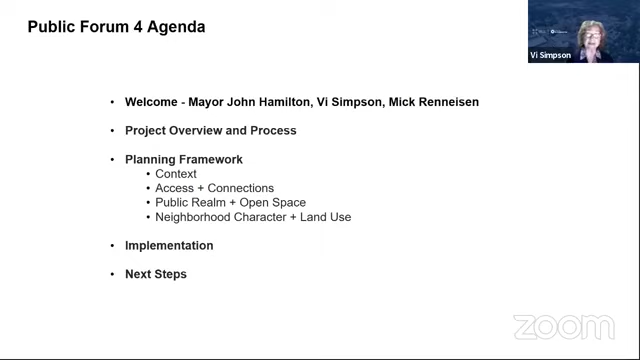 Public Forum 4 Agenda
Vi Simpson
• Welcome - Mayor John Hamilton, Vi Simpson, Mick Renneisen
• Project Overview and Process
• Planning Framework
• Context
• Access + Connections
• Public Realm + Open Space
• Neighborhood Character + Land Use
• Implementation
• Next Steps
zoom